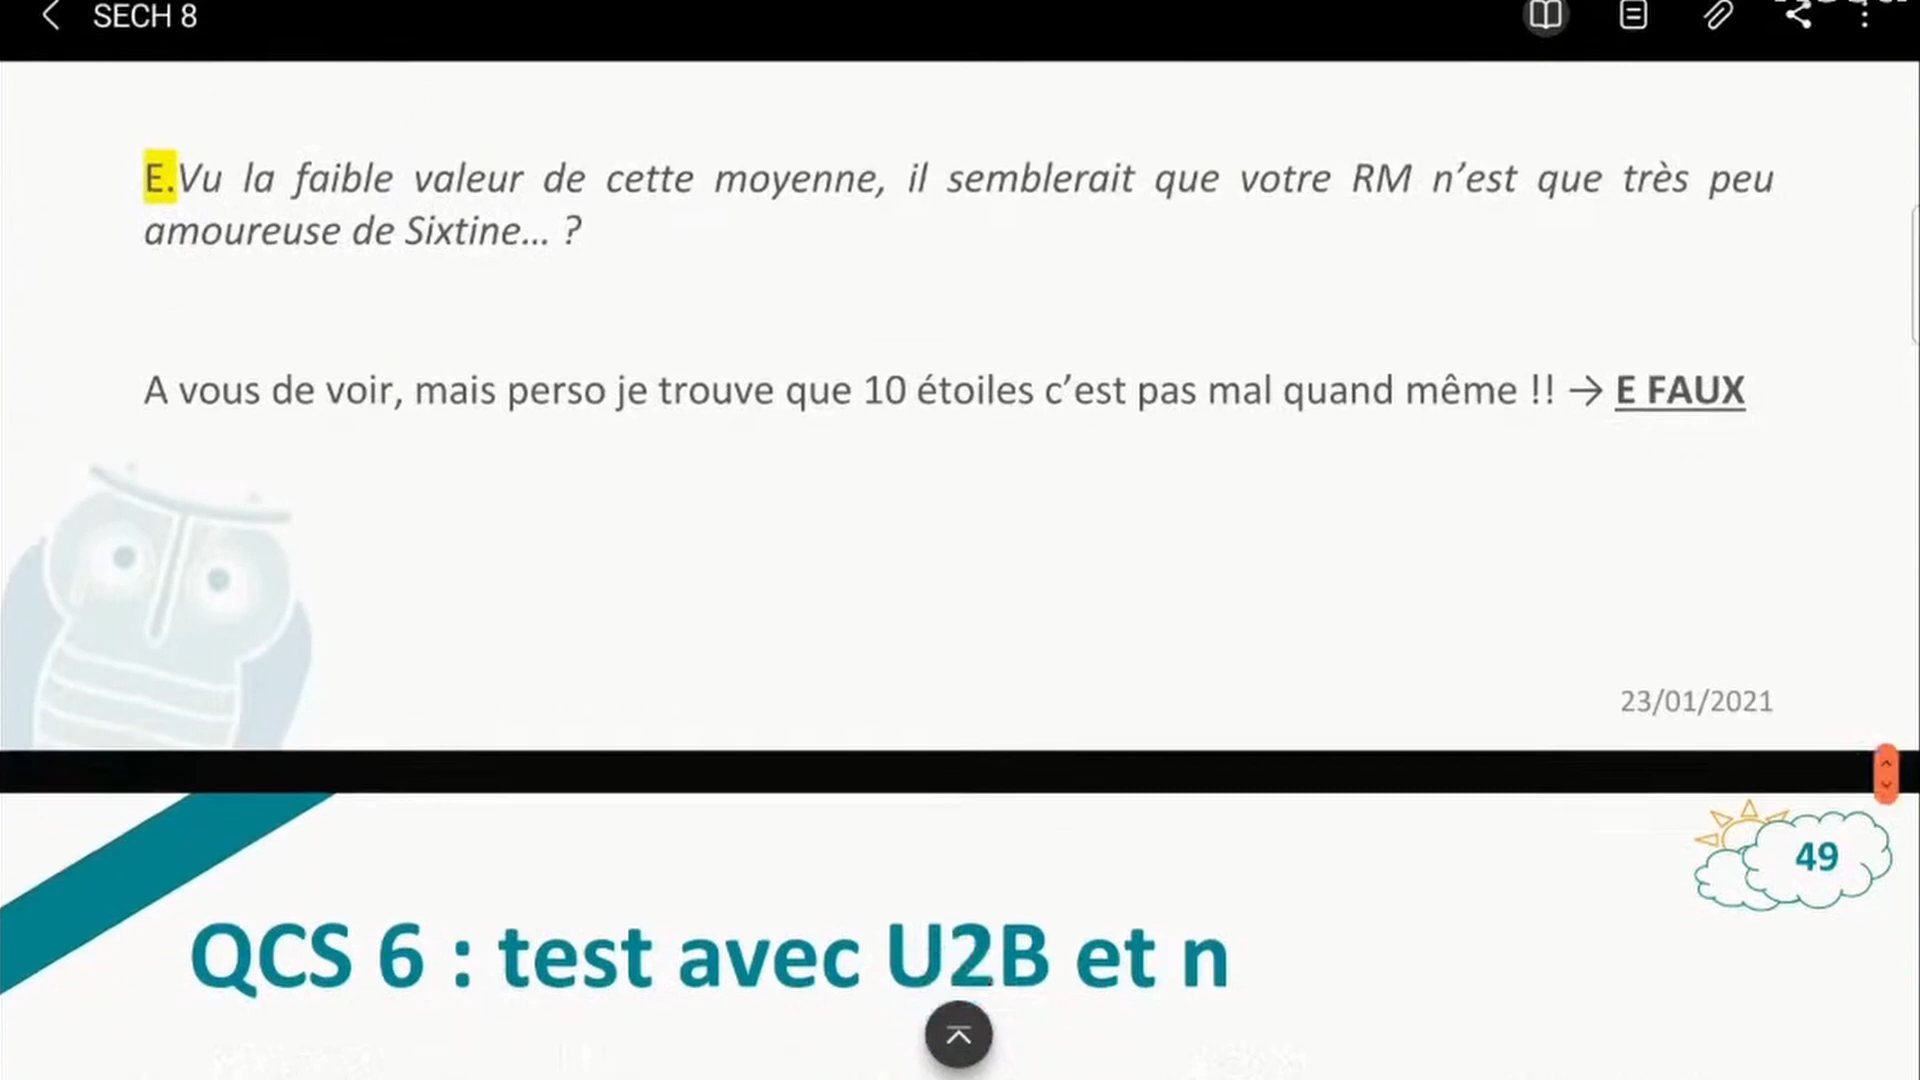 SECH 8
E.Vu la faible valeur de cette moyenne, il semblerait que votre RM n’est que très peu
amoureuse de Sixtine... ?
A vous de voir, mais perso je trouve que 10 étoiles c’est pas mal quand même !! → E FAUX
23/01/2021
49
QCS 6 : test avec U2B et n